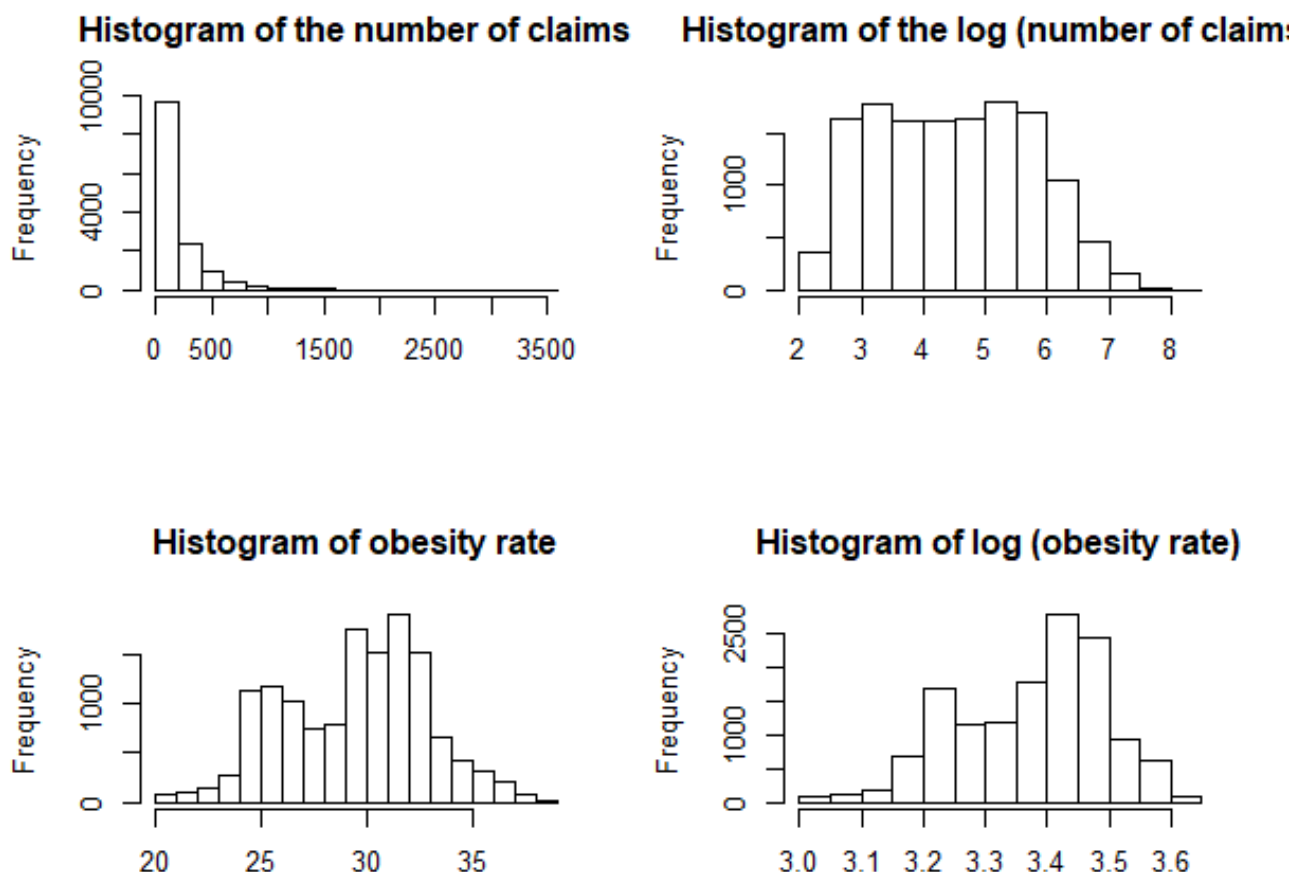 Histogram of the number of claims
Frequency
10000
4000
0
0 500 1500 2500 3500
Histogram of the log (number of claims
Frequency
1000
0
2 3 4 5 6 7 8
Histogram of obesity rate
Frequency
1000
0
20 25 30 35
Histogram of log (obesity rate)
Frequency
2500
1000
0
3.0 3.1 3.2 3.3 3.4 3.5 3.6